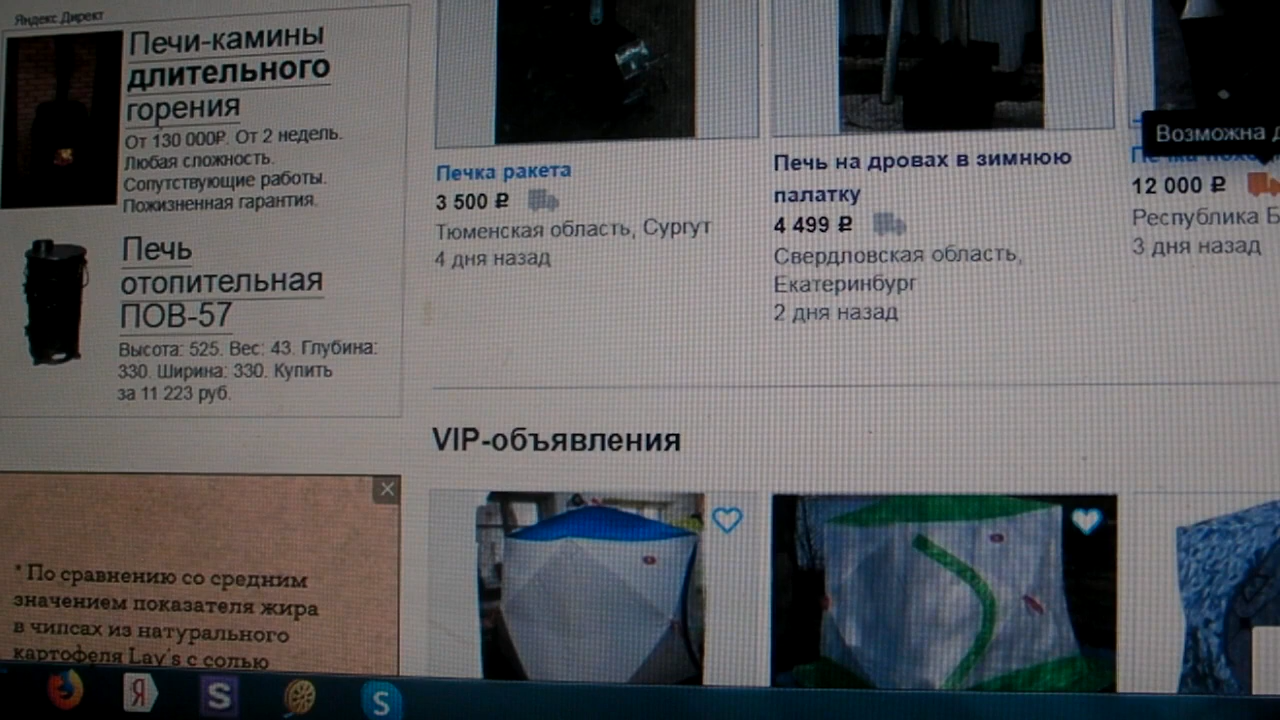 Яндекс.Директ
Печи-камины
длительного
горения
От 130 000₽. От 2 недель.
Любая сложность.
Сопутствующие работы.
Пожизненная гарантия.
Печь
отопительная
ПОВ-57
Высота: 525. Вес: 43. Глубина:
330. Ширина: 330. Купить
за 11 223 руб.
* По сравнению со средним
значением показателя жира
в чипсах из натурального
картофеля Lay's с солью
Печка ракета
3 500 ₽
Тюменская область, Сургут
4 дня назад
Печь на дровах в зимнюю
палатку
4 499 ₽
Свердловская область,
Екатеринбург
2 дня назад
Возможна
Печка
12 000 ₽
Республика
3 дня назад
VIP-объявления
Я
S
S